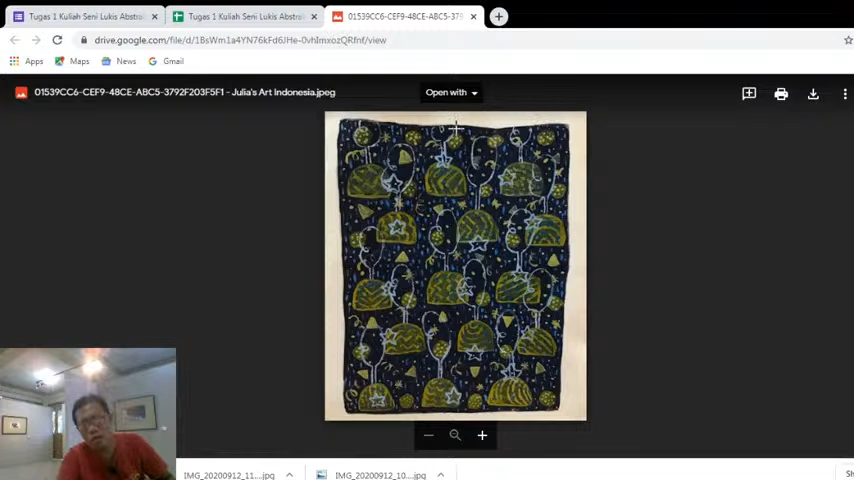 Tugas 1 Kuliah Seni Lukis Abstra
Tugas 1 Kuliah Seni Lukis Abstra
01539CC6-CEF9-48CE-ABC5-379
drive.google.com/file/d/1BsWm1a4YN76kFd6JHe-0vhImxozQRfnf/view
Apps
Maps
News
Gmail
01539CC6-CEF9-48CE-ABC5-3792F203F5F1 - Julia's Art Indonesia.jpeg
Open with
IMG_20200912_11....jpg
IMG_20200912_10....jpg
Sh